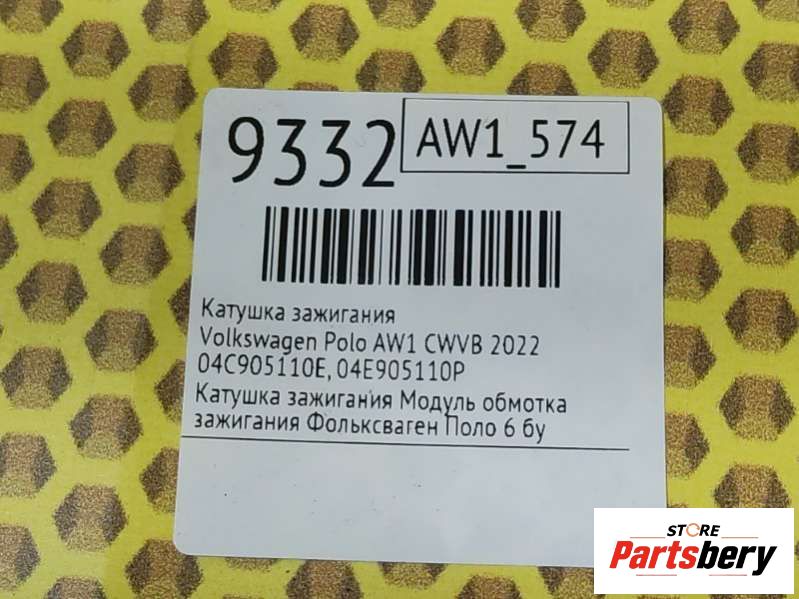 9332
AW1_574
Катушка зажигания
Volkswagen Polo AW1 CWVB 2022
04C905110E, 04E905110P
Катушка зажигания Модуль обмотка
зажигания Фольксваген Поло 6 бу
STORE
Partsbery